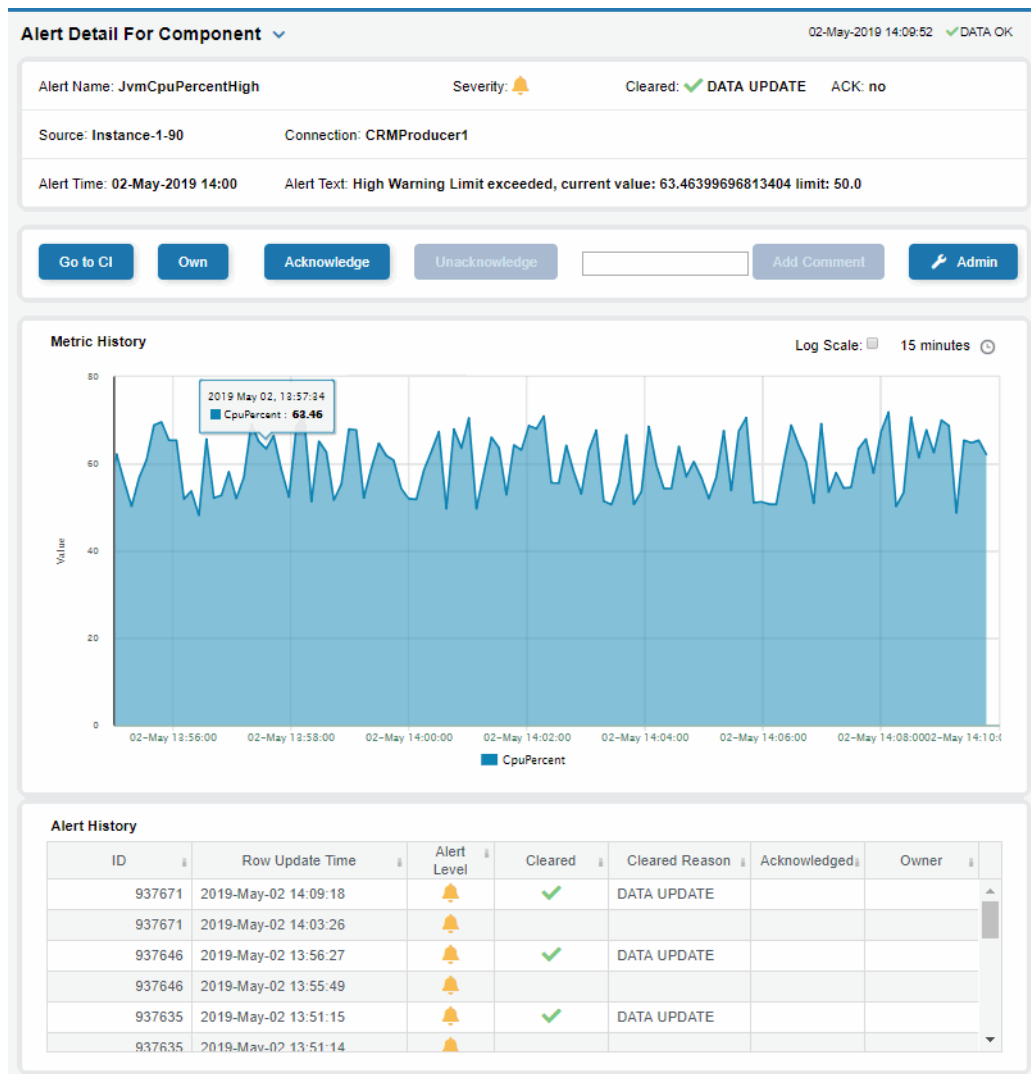 Alert Detail For Component
02-May-2019 14:09:52 DATA OK
Alert Name: JvmCpuPercentHigh Severity: Cleared: DATA UPDATE ACK: no
Source: Instance-1-90 Connection: CRMProducer1
Alert Time: 02-May-2019 14:00 Alert Text: High Warning Limit exceeded, current value: 63.46399696813404 limit: 50.0
Go to CI Own Acknowledge Unacknowledge Add Comment Admin
Metric History
Log Scale: 15 minutes
80
2019 May 02, 13:57:34
CpuPercent : 63.46
60
Value
40
20
0
02-May 13:56:00 02-May 13:58:00 02-May 14:00:00 02-May 14:02:00 02-May 14:04:00 02-May 14:06:00 02-May 14:08:00 02-May 14:10:0
CpuPercent
Alert History
ID Row Update Time Alert Level Cleared Cleared Reason Acknowledged Owner
937671 2019-May-02 14:09:18 DATA UPDATE
937671 2019-May-02 14:03:26
937646 2019-May-02 13:56:27 DATA UPDATE
937646 2019-May-02 13:55:49
937635 2019-May-02 13:51:15 DATA UPDATE
937635 2019-May-02 13:51:14